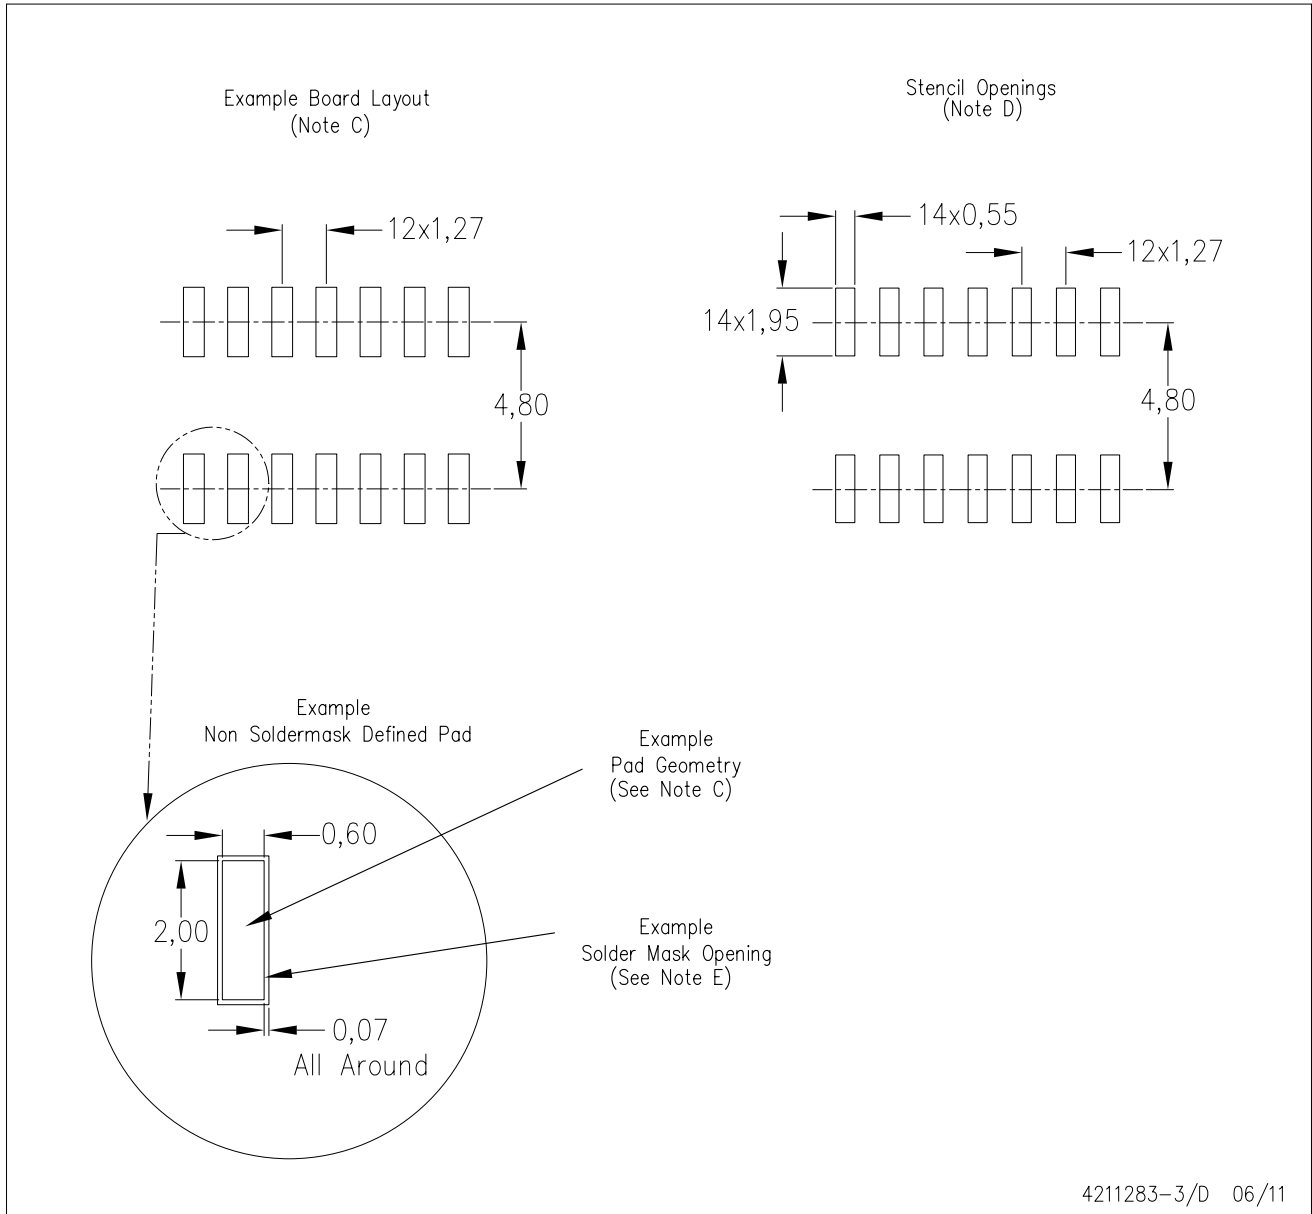 Example Board Layout
(Note C)
Stencil Openings
(Note D)
12x1,27
14x0,55
12x1,27
14x1,95
4,80
4,80
Example
Non Soldermask Defined Pad
Example
Pad Geometry
(See Note C)
0,60
2,00
Example
Solder Mask Opening
(See Note E)
0,07
All Around
4211283-3/D 06/11